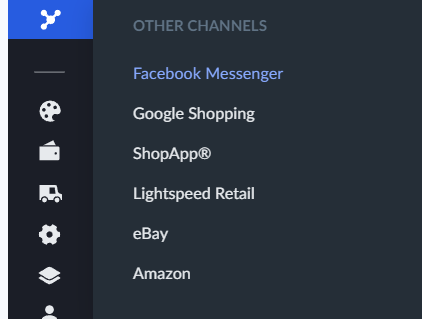 OTHER CHANNELS
Facebook Messenger
Google Shopping
ShopApp®
Lightspeed Retail
eBay
Amazon